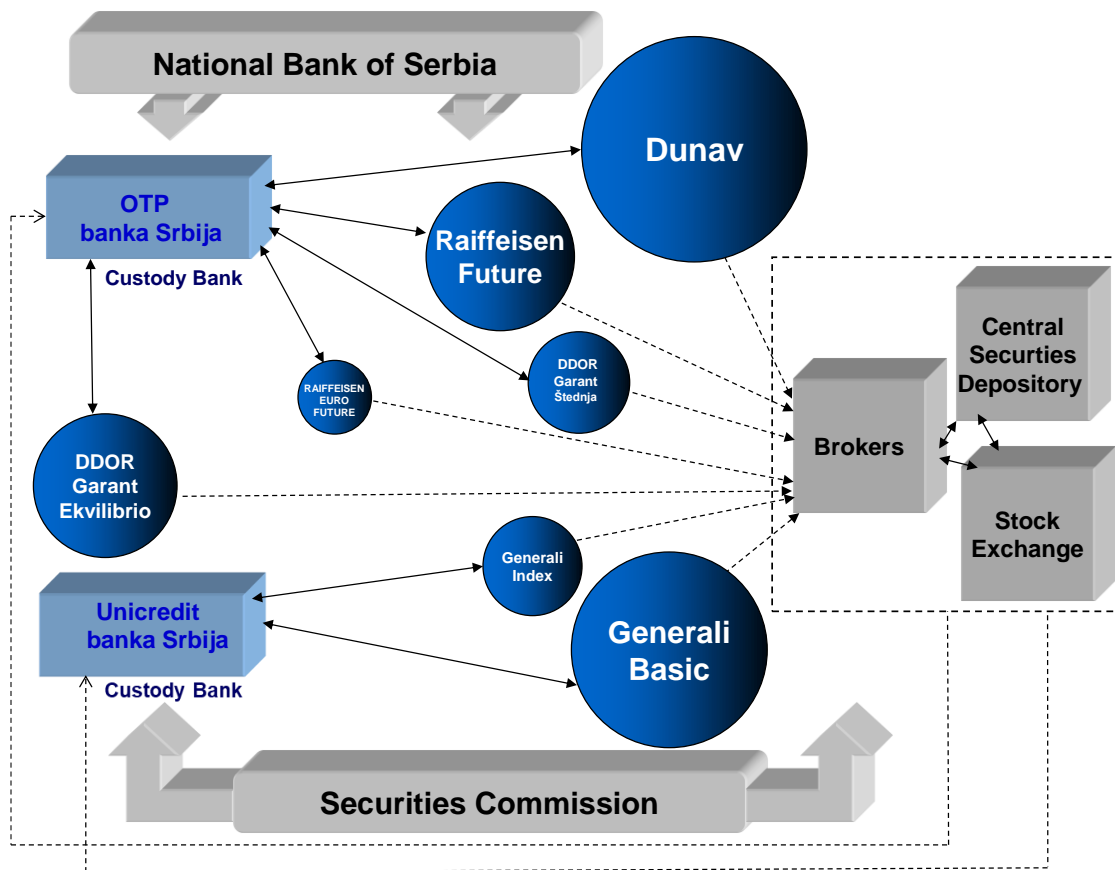 National Bank of Serbia
Dunav
OTP
banka Srbija
Custody Bank
Raiffeisen
Future
Central
Securties
Depository
DDOR
Garant
Štednja
RAIFFEISEN
EURO
FUTURE
Brokers
DDOR
Garant
Ekvilibrio
Stock
Exchange
Generali
Index
Unicredit
banka Srbija
Custody Bank
Generali
Basic
Securities Commission